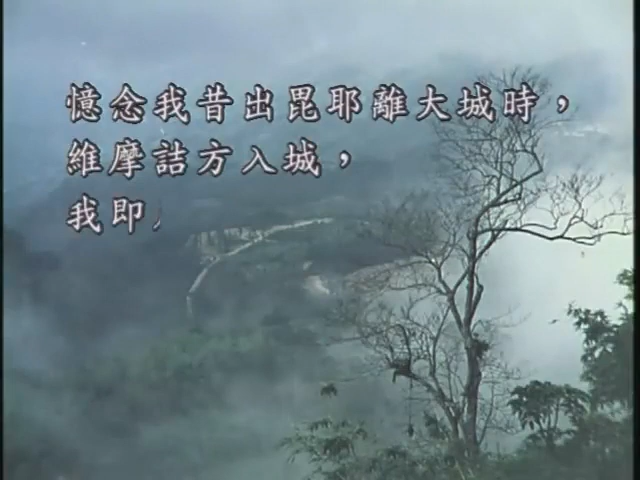 憶念我昔出毘耶離大城時，
維摩詰方入城，
我即